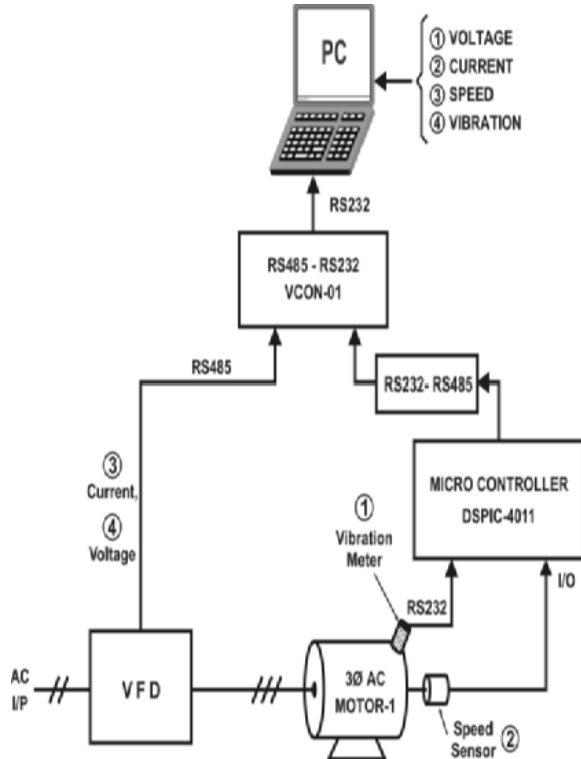 PC
① VOLTAGE
② CURRENT
③ SPEED
④ VIBRATION
RS232
RS485 - RS232
VCON-01
RS485
RS232- RS485
③
Current,
④
Voltage
MICRO CONTROLLER
DSPIC-4011
①
Vibration
Meter
RS232
I/O
AC
I/P
VFD
3Ø AC
MOTOR-1
Speed
Sensor ②